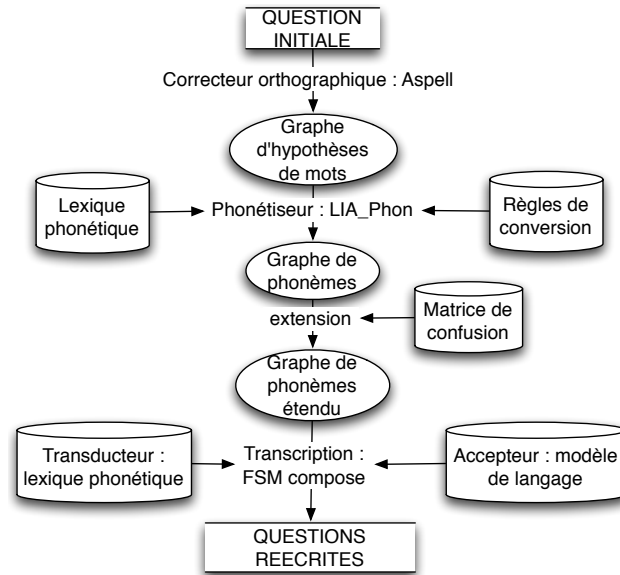 QUESTION
INITIALE
Correcteur orthographique : Aspell
Graphe
d'hypothèses
de mots
Lexique
phonétique
Phonétiseur : LIA_Phon
Règles de
conversion
Graphe de
phonèmes
extension
Matrice de
confusion
Graphe de
phonèmes
étendu
Transducteur :
lexique phonétique
Transcription :
FSM compose
Accepteur : modèle
de langage
QUESTIONS
REECRITES